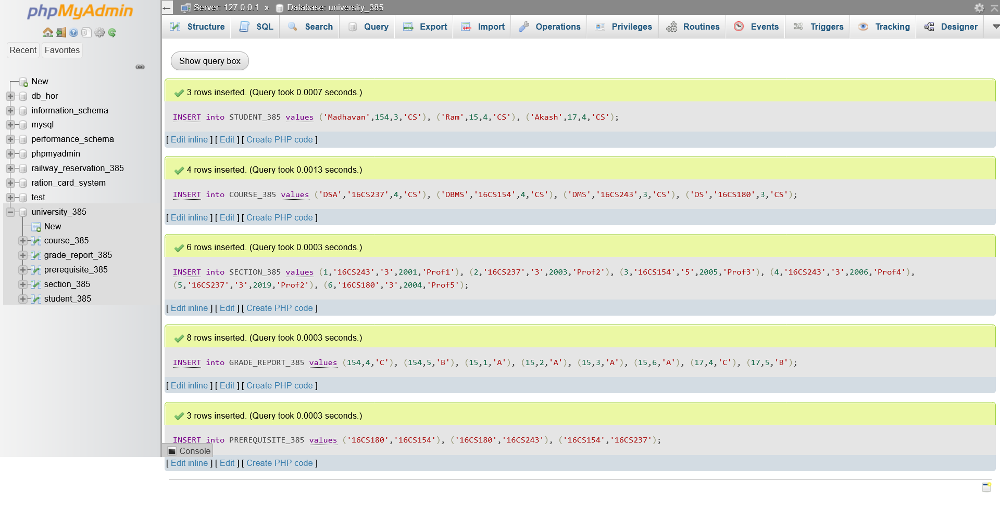 phpMyAdmin
Recent Favorites
New
db_hor
information_schema
mysql
performance_schema
phpmyadmin
railway_reservation_385
ration_card_system
test
university_385
New
course_385
grade_report_385
prerequisite_385
section_385
student_385
Server: 127.0.0.1 » Database: university_385
Structure SQL Search Query Export Import Operations Privileges Routines Events Triggers Tracking Designer
Show query box
3 rows inserted. (Query took 0.0007 seconds.)
INSERT into STUDENT_385 values ('Madhavan',154,3,'CS'), ('Ram',15,4,'CS'), ('Akash',17,4,'CS');
[ Edit inline ] [ Edit ] [ Create PHP code ]
4 rows inserted. (Query took 0.0013 seconds.)
INSERT into COURSE_385 values ('DSA','16CS237',4,'CS'), ('DBMS','16CS154',4,'CS'), ('DMS','16CS243',3,'CS'), ('OS','16CS180',3,'CS');
[ Edit inline ] [ Edit ] [ Create PHP code ]
6 rows inserted. (Query took 0.0003 seconds.)
INSERT into SECTION_385 values (1,'16CS243','3',2001,'Prof1'), (2,'16CS237','3',2003,'Prof2'), (3,'16CS154','5',2005,'Prof3'), (4,'16CS243','3',2006,'Prof4'),
(5,'16CS237','3',2019,'Prof2'), (6,'16CS180','3',2004,'Prof5');
[ Edit inline ] [ Edit ] [ Create PHP code ]
8 rows inserted. (Query took 0.0003 seconds.)
INSERT into GRADE_REPORT_385 values (154,4,'C'), (154,5,'B'), (15,1,'A'), (15,2,'A'), (15,3,'A'), (15,6,'A'), (17,4,'C'), (17,5,'B');
[ Edit inline ] [ Edit ] [ Create PHP code ]
3 rows inserted. (Query took 0.0003 seconds.)
INSERT into PREREQUISITE_385 values ('16CS180','16CS154'), ('16CS180','16CS243'), ('16CS154','16CS237');
Console
[ Edit inline ] [ Edit ] [ Create PHP code ]